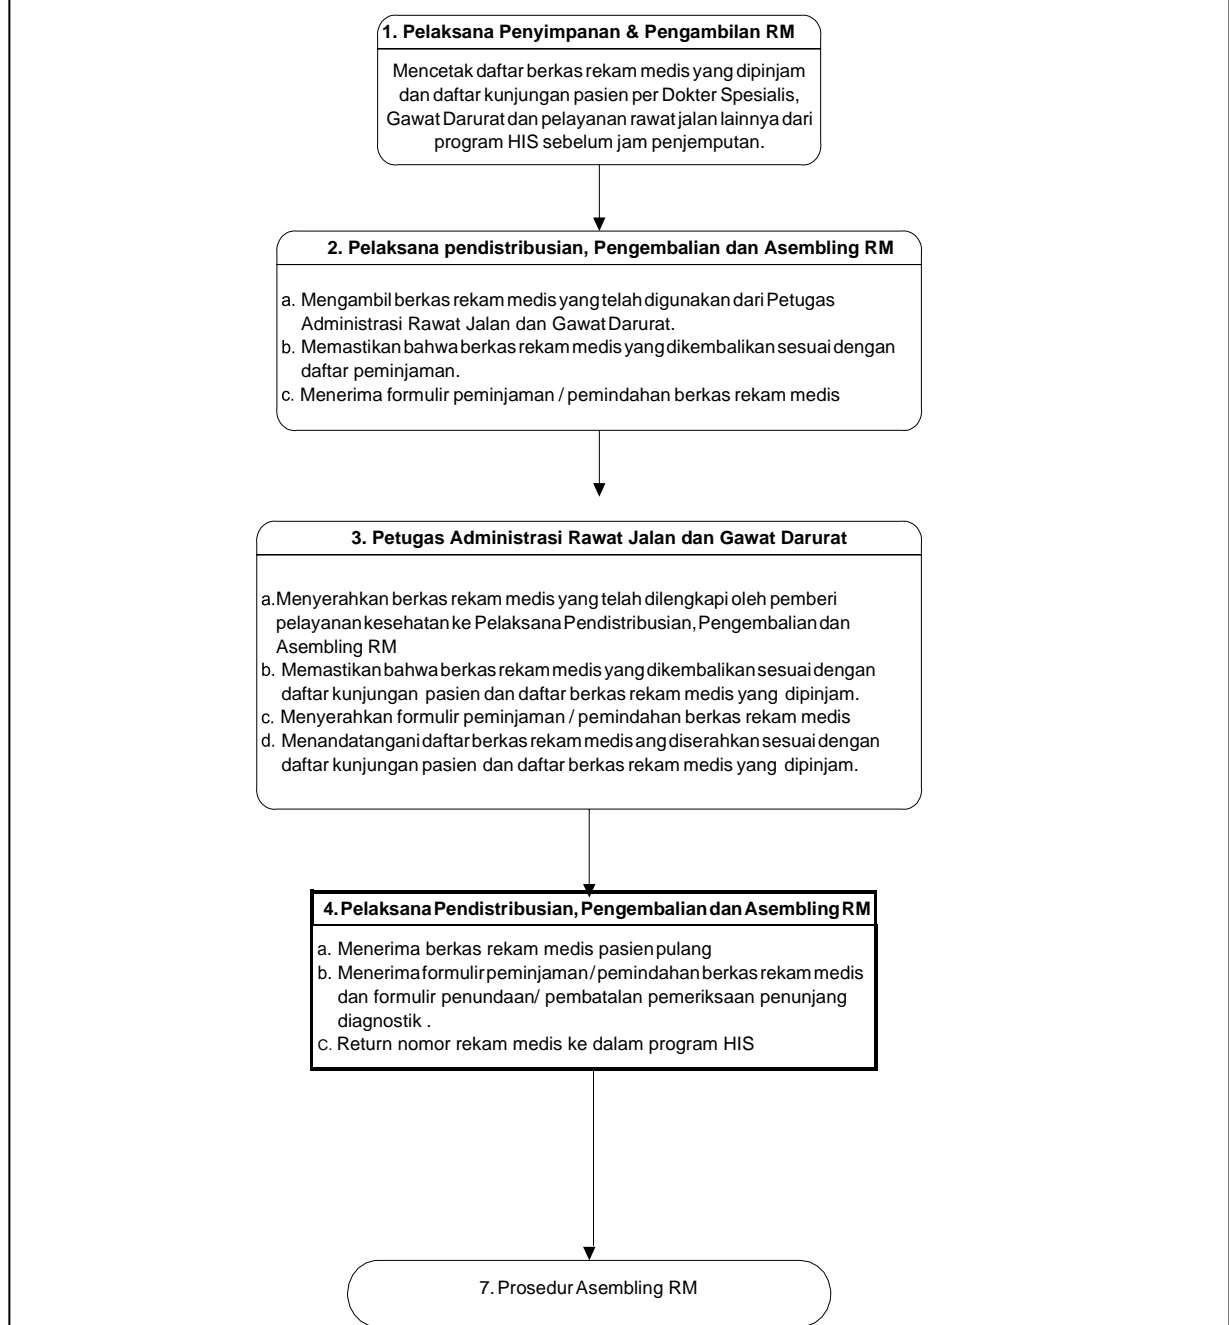 1. Pelaksana Penyimpanan & Pengambilan RM
Mencetak daftar berkas rekam medis yang dipinjam
dan daftar kunjungan pasien per Dokter Spesialis,
Gawat Darurat dan pelayanan rawat jalan lainnya dari
program HIS sebelum jam penjemputan.
2. Pelaksana pendistribusian, Pengembalian dan Asembling RM
a. Mengambil berkas rekam medis yang telah digunakan dari Petugas
Administrasi Rawat Jalan dan Gawat Darurat.
b. Memastikan bahwa berkas rekam medis yang dikembalikan sesuai dengan
daftar peminjaman.
c. Menerima formulir peminjaman / pemindahan berkas rekam medis
3. Petugas Administrasi Rawat Jalan dan Gawat Darurat
a. Menyerahkan berkas rekam medis yang telah dilengkapi oleh pemberi
pelayanan kesehatan ke Pelaksana Pendistribusian, Pengembalian dan
Asembling RM
b. Memastikan bahwa berkas rekam medis yang dikembalikan sesuai dengan
daftar kunjungan pasien dan daftar berkas rekam medis yang dipinjam.
c. Menyerahkan formulir peminjaman / pemindahan berkas rekam medis
d. Menandatangani daftar berkas rekam medis ang diserahkan sesuai dengan
daftar kunjungan pasien dan daftar berkas rekam medis yang dipinjam.
4. Pelaksana Pendistribusian, Pengembalian dan Asembling RM
a. Menerima berkas rekam medis pasien pulang
b. Menerima formulir peminjaman / pemindahan berkas rekam medis
dan formulir penundaan/ pembatalan pemeriksaan penunjang
diagnostik .
C. Return nomor rekam medis ke dalam program HIS
7. Prosedur Asembling RM